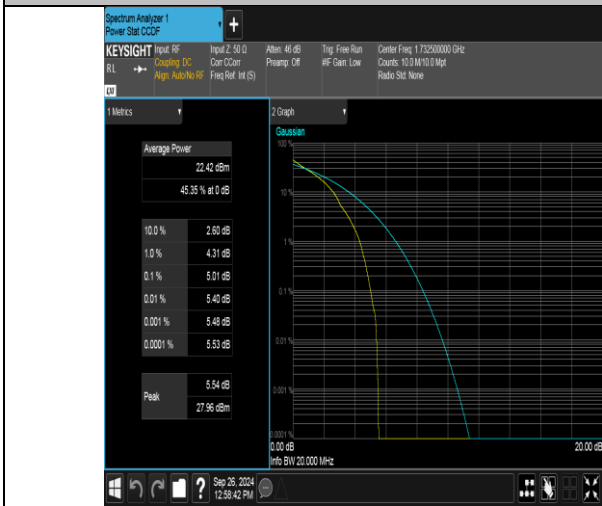 Spectrum Analyzer 1
Power Stat CCDF
+
KEYSIGHT
RL
Input: RF
Coupling: DC
Align: Auto/No RF
Input Z: 50 Ω
Corr CCorr
Freq Ref: Int (S)
Atten: 46 dB
Preamp: Off
Trig: Free Run
#IF Gain: Low
Center Freq: 1.732500000 GHz
Counts: 10.0 M/10.0 Mpt
Radio Std: None
1 Metrics
Average Power
22.42 dBm
45.35 % at 0 dB
10.0 % 2.60 dB
1.0 % 4.31 dB
0.1 % 5.01 dB
0.01 % 5.40 dB
0.001 % 5.48 dB
0.0001 % 5.53 dB
Peak
5.54 dB
27.96 dBm
2 Graph
Gaussian
100 %
10 %
1 %
0.1 %
0.01 %
0.001 %
0.0001 %
0.00 dB 20.00 dB
Info BW 20.000 MHz
?
Sep 26, 2024
12:58:42 PM